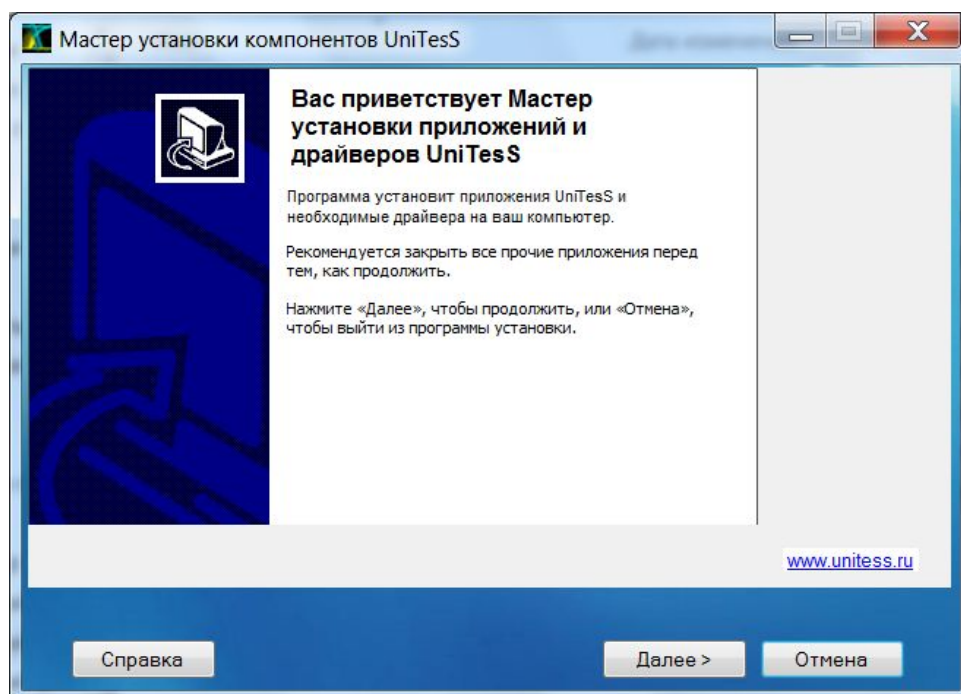 Мастер установки компонентов UniTesS
Вас приветствует Мастер
установки приложений и
драйверов UniTesS
Программа установит приложения UniTesS и
необходимые драйвера на ваш компьютер.
Рекомендуется закрыть все прочие приложения перед
тем, как продолжить.
Нажмите «Далее», чтобы продолжить, или «Отмена»,
чтобы выйти из программы установки.
www.unitess.ru
Справка
Далее >
Отмена